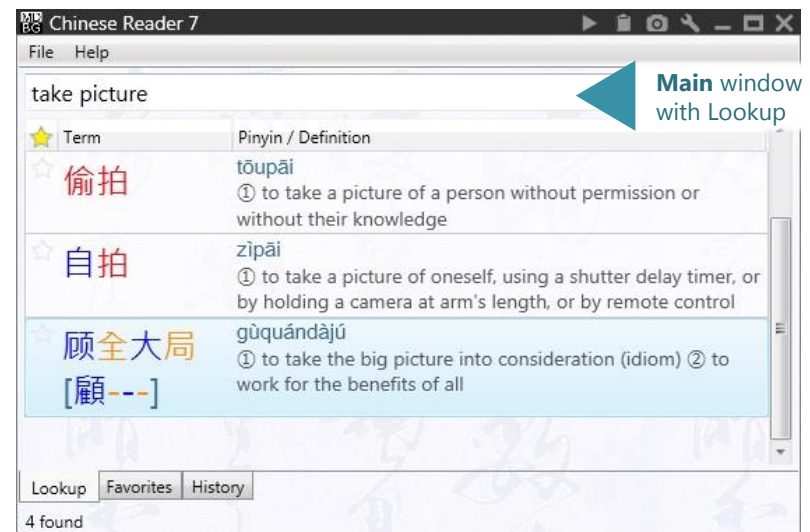 MDBG Chinese Reader 7
File Help
take picture
Main window
with Lookup
Term Pinyin / Definition
偷拍 tōupāi
① to take a picture of a person without permission or
without their knowledge
自拍 zìpāi
① to take a picture of oneself, using a shutter delay timer, or
by holding a camera at arm's length, or by remote control
顾全大局 gùquándàjú
[顧---] ① to take the big picture into consideration (idiom) ② to
work for the benefits of all
Lookup Favorites History
4 found